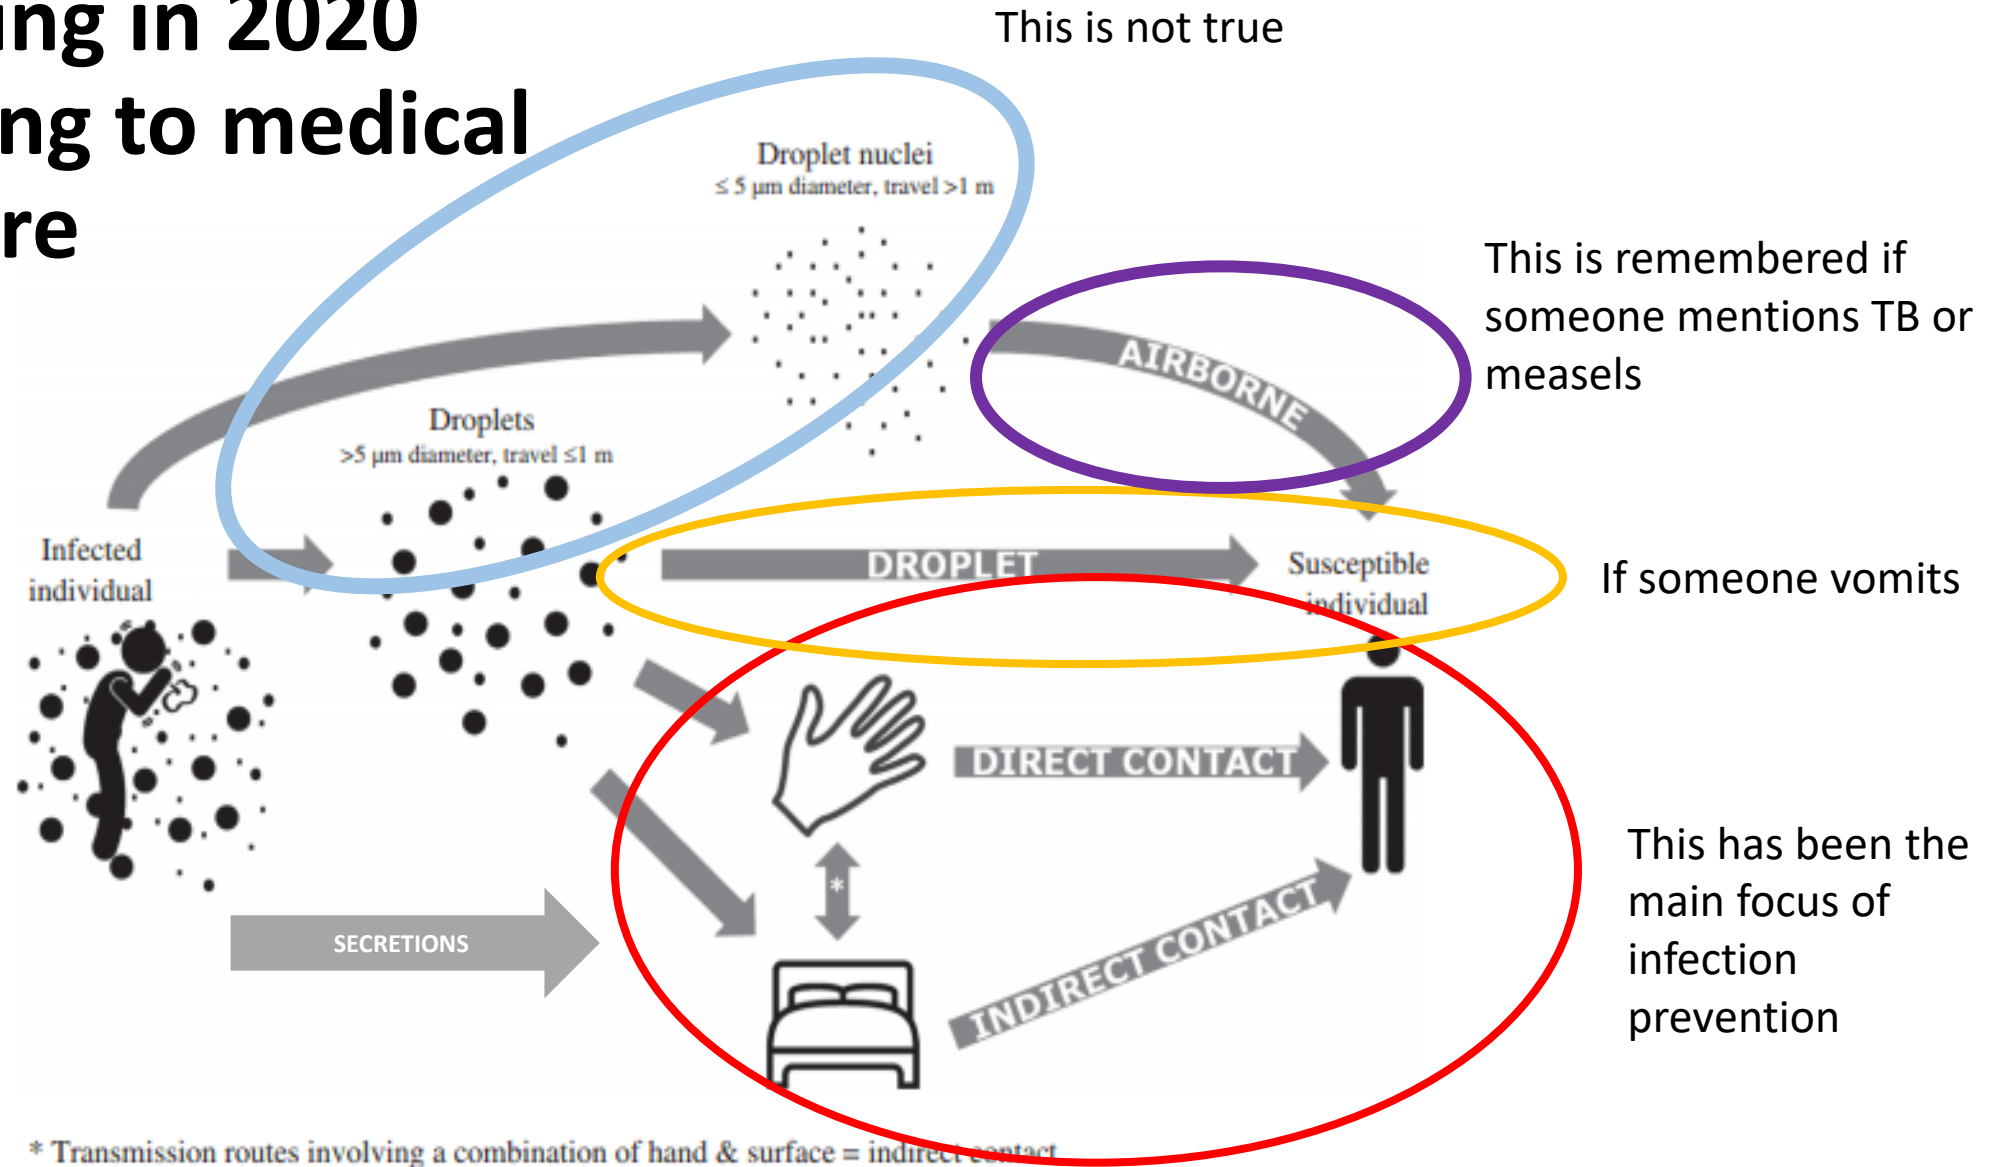 ing in 2020
ng to medical
re
This is not true
Droplet nuclei
≤ 5 μm diameter, travel >1 m
This is remembered if
someone mentions TB or
measels
AIRBORNE
Droplets
>5 μm diameter, travel ≤1 m
Infected
individual
DROPLET
Susceptible
individual
If someone vomits
DIRECT CONTACT
This has been the
main focus of
infection
prevention
*
SECRETIONS
INDIRECT CONTACT
* Transmission routes involving a combination of hand & surface = indirect contact